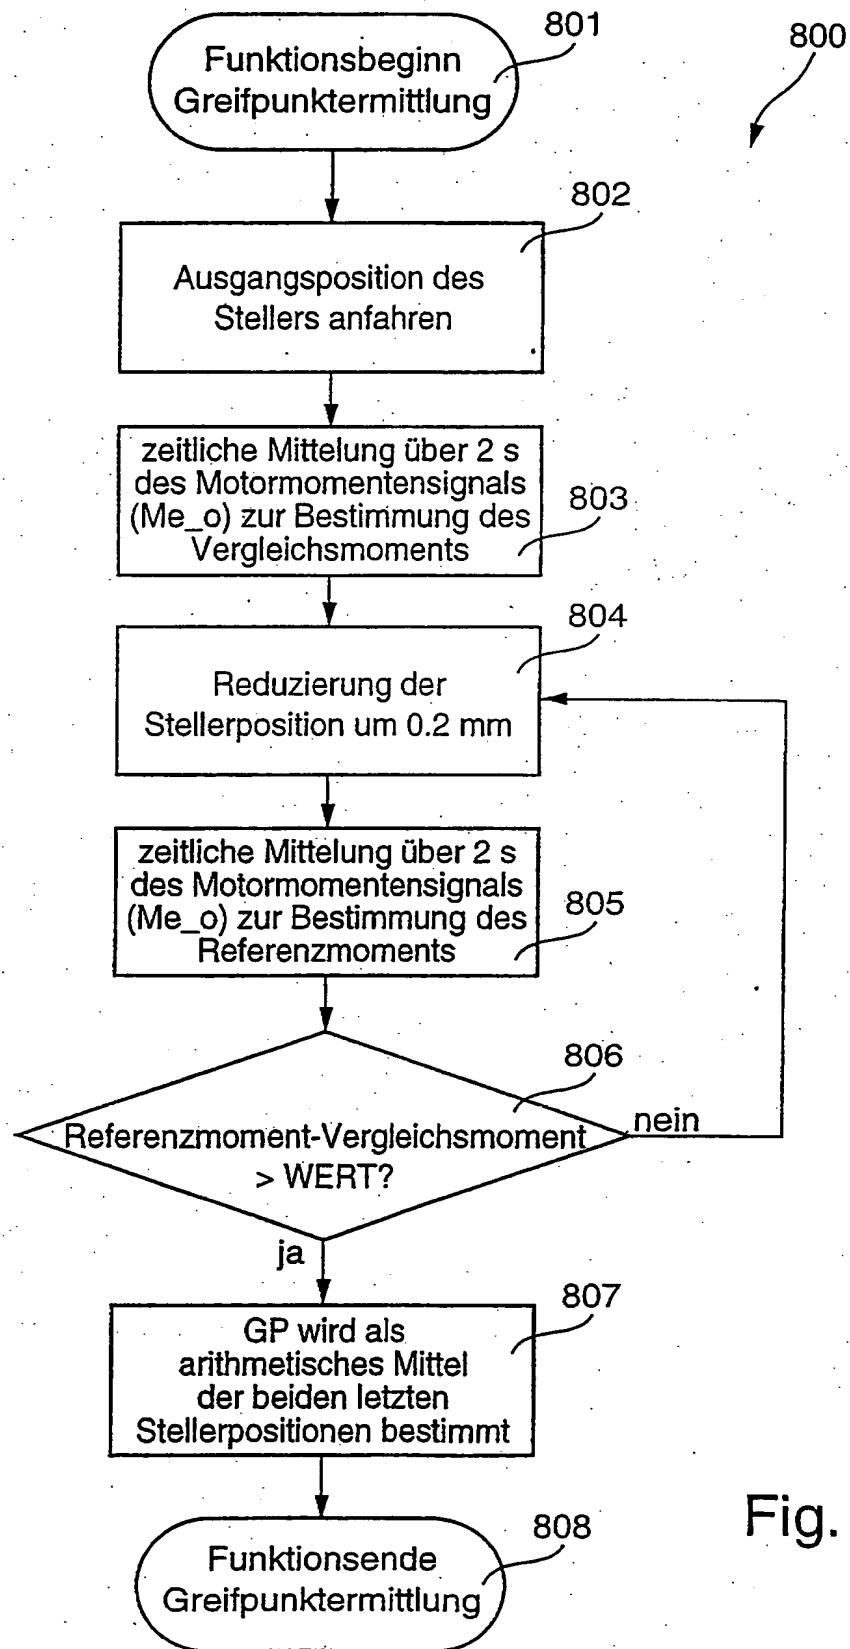 801
800
Funktionsbeginn
Greifpunktermittlung
802
Ausgangsposition des
Stellers anfahren
zeitliche Mittelung über 2 s
des Motormomentensignals
(Me_o) zur Bestimmung des
Vergleichsmoments
803
804
Reduzierung der
Stellerposition um 0.2 mm
zeitliche Mittelung über 2 s
des Motormomentensignals
(Me_o) zur Bestimmung des
Referenzmoments
805
806
nein
Referenzmoment-Vergleichsmoment
> WERT?
ja
807
GP wird als
arithmetisches Mittel
der beiden letzten
Stellerpositionen bestimmt
808
Funktionsende
Greifpunktermittlung
Fig.